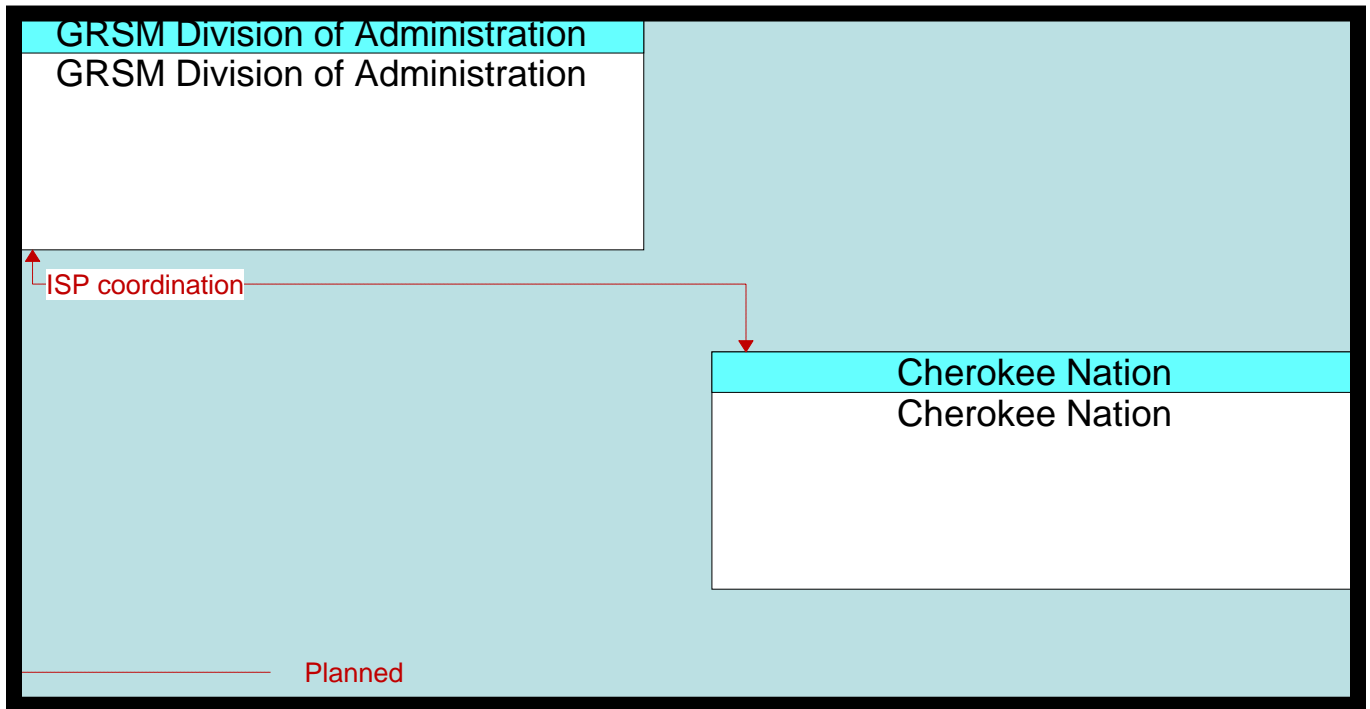 GRSM Division of Administration
GRSM Division of Administration
ISP coordination
Cherokee Nation
Cherokee Nation
Planned